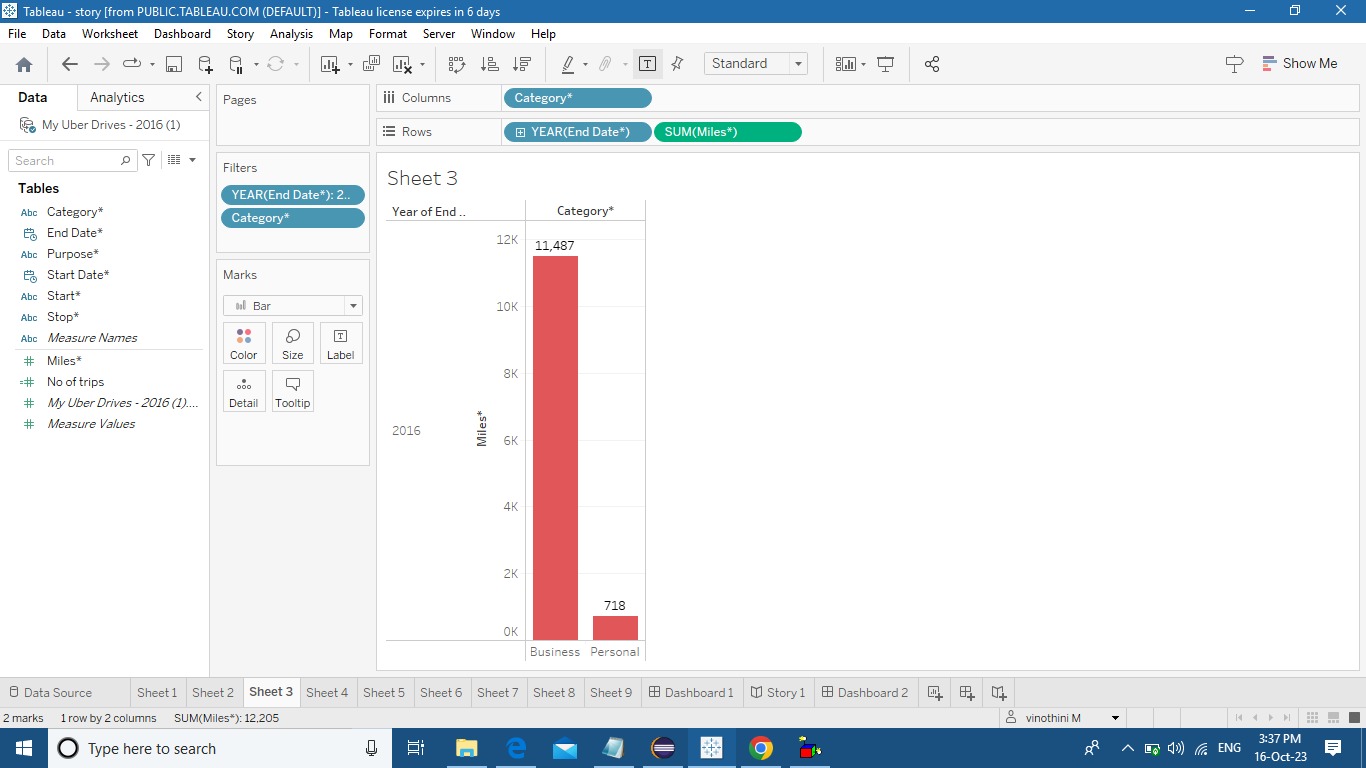 Tableau - story [from PUBLIC.TABLEAU.COM (DEFAULT)] - Tableau license expires in 6 days
File Data Worksheet Dashboard Story Analysis Map Format Server Window Help
Standard
Show Me
Data Analytics
My Uber Drives - 2016 (1)
Search
Tables
Abc Category*
End Date*
Abc Purpose*
Start Date*
Abc Start*
Abc Stop*
Abc Measure Names
# Miles*
=# No of trips
# My Uber Drives - 2016 (1)....
# Measure Values
Pages
Filters
YEAR(End Date*): 2..
Category*
Marks
Bar
Color Size Label
Detail Tooltip
Columns Category*
Rows YEAR(End Date*) SUM(Miles*)
Sheet 3
Year of End ..
Category*
12K
11,487
10K
8K
6K
4K
2K
0K
Miles*
2016
718
Business Personal
Data Source Sheet 1 Sheet 2 Sheet 3 Sheet 4 Sheet 5 Sheet 6 Sheet 7 Sheet 8 Sheet 9 Dashboard 1 Story 1 Dashboard 2
2 marks 1 row by 2 columns SUM(Miles*): 12,205
vinothini M
Type here to search
ENG
3:37 PM
16-Oct-23